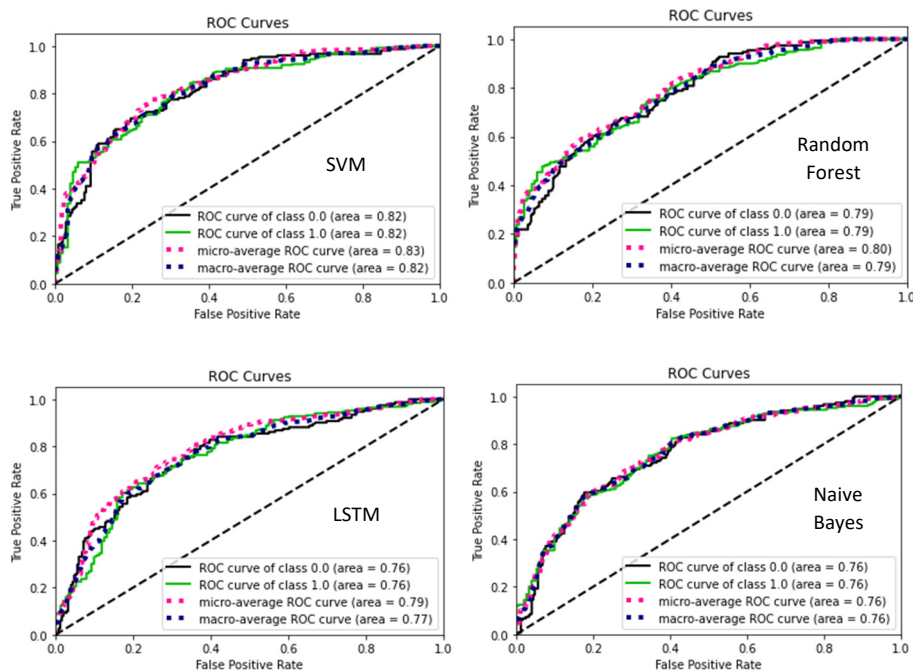 ROC Curves
1.0
0.8
0.6
0.4
0.2
0.0
True Positive Rate
SVM
ROC curve of class 0.0 (area = 0.82)
ROC curve of class 1.0 (area = 0.82)
micro-average ROC curve (area = 0.83)
macro-average ROC curve (area = 0.82)
0.0 0.2 0.4 0.6 0.8 1.0
False Positive Rate
ROC Curves
1.0
0.8
0.6
0.4
0.2
0.0
True Positive Rate
Random
Forest
ROC curve of class 0.0 (area = 0.79)
ROC curve of class 1.0 (area = 0.79)
micro-average ROC curve (area = 0.80)
macro-average ROC curve (area = 0.79)
0.0 0.2 0.4 0.6 0.8 1.0
False Positive Rate
ROC Curves
1.0
0.8
0.6
0.4
0.2
0.0
True Positive Rate
LSTM
ROC curve of class 0.0 (area = 0.76)
ROC curve of class 1.0 (area = 0.76)
micro-average ROC curve (area = 0.79)
macro-average ROC curve (area = 0.77)
0.0 0.2 0.4 0.6 0.8 1.0
False Positive Rate
ROC Curves
1.0
0.8
0.6
0.4
0.2
0.0
True Positive Rate
Naive
Bayes
ROC curve of class 0.0 (area = 0.76)
ROC curve of class 1.0 (area = 0.76)
micro-average ROC curve (area = 0.76)
macro-average ROC curve (area = 0.76)
0.0 0.2 0.4 0.6 0.8 1.0
False Positive Rate